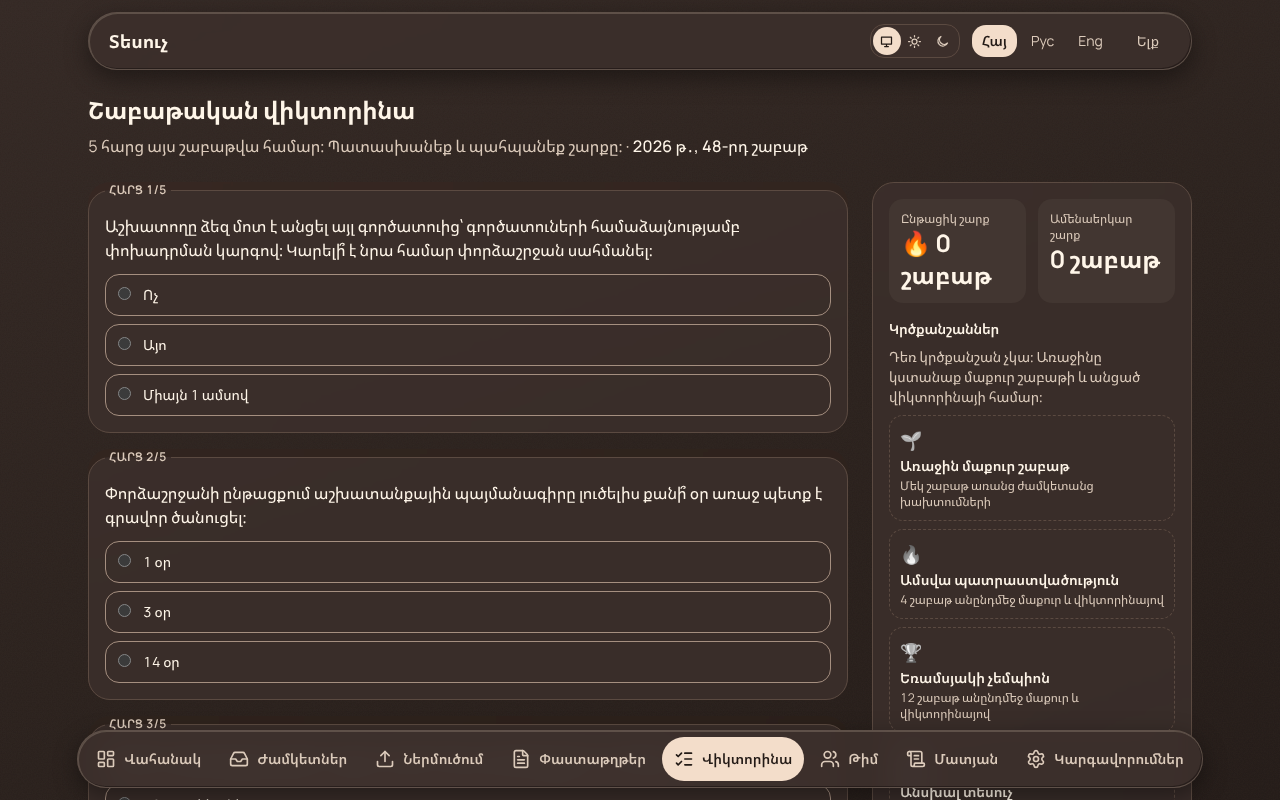 Տեսուչ
Հայ Рус Eng Ելք
Շաբաթական վիկտորինա
5 հարց այս շաբաթվա համար: Պատասխանեք և պահպանեք շարքը: · 2026 թ., 48-րդ շաբաթ
ՀԱՐՑ 1/5
Աշխատողը ձեզ մոտ է անցել այլ գործատուից՝ գործատուների համաձայնությամբ
փոխադրման կարգով: Կարելի՞ է նրա համար փորձաշրջան սահմանել:
Ոչ
Այո
Միայն 1 ամսով
ՀԱՐՑ 2/5
Փորձաշրջանի ընթացքում աշխատանքային պայմանագիրը լուծելիս քանի՞ օր առաջ պետք է
գրավոր ծանուցել:
1 օր
3 օր
14 օր
ՀԱՐՑ 3/5
Ընթացիկ շարք
🔥 0
շաբաթ
Ամենաերկար
շարք
0 շաբաթ
Կրծքանշաններ
Դեռ կրծքանշան չկա: Առաջինը
կստանաք մաքուր շաբաթի և անցած
վիկտորինայի համար:
Առաջին մաքուր շաբաթ
Մեկ շաբաթ առանց ժամկետանց
խախտումների
Ամսվա պատրաստվածություն
4 շաբաթ անընդմեջ մաքուր և վիկտորինայով
Եռամսյակի չեմպիոն
12 շաբաթ անընդմեջ մաքուր և
վիկտորինայով
Անսխալ տեսուչ
Վահանակ Ժամկետներ Ներմուծում Փաստաթղթեր Վիկտորինա Թիմ Մատյան Կարգավորումներ